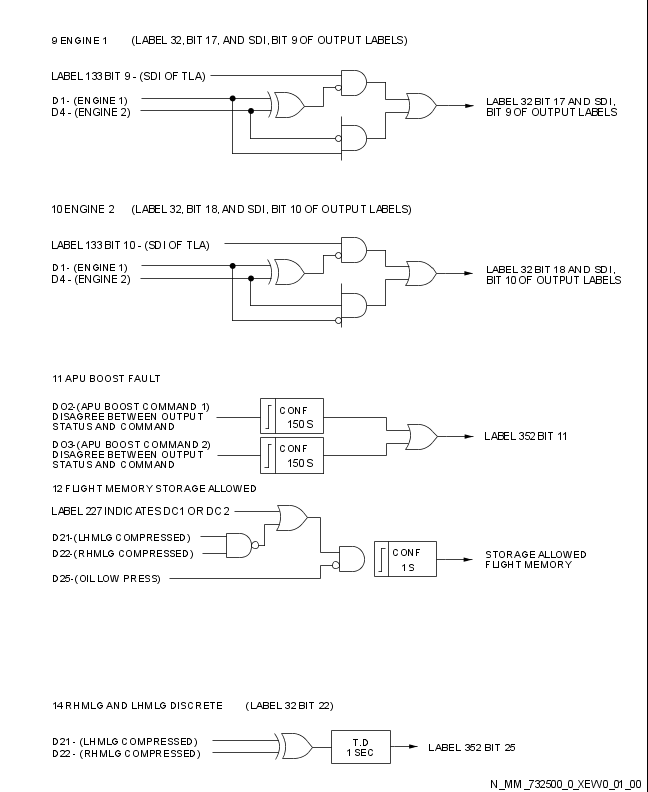 9 ENGINE 1 (LABEL 32, BIT 17, AND SDI, BIT 9 OF OUTPUT LABELS)
LABEL 133 BIT 9 - (SDI OF TLA)
D1 - (ENGINE 1)
D4 - (ENGINE 2)
LABEL 32 BIT 17 AND SDI,
BIT 9 OF OUTPUT LABELS
10 ENGINE 2 (LABEL 32, BIT 18, AND SDI, BIT 10 OF OUTPUT LABELS)
LABEL 133 BIT 10 - (SDI OF TLA)
D1 - (ENGINE 1)
D4 - (ENGINE 2)
LABEL 32 BIT 18 AND SDI,
BIT 10 OF OUTPUT LABELS
11 APU BOOST FAULT
DO2-(APU BOOST COMMAND 1)
DISAGREE BETWEEN OUTPUT
STATUS AND COMMAND
CONF
150 S
DO3-(APU BOOST COMMAND 2)
DISAGREE BETWEEN OUTPUT
STATUS AND COMMAND
CONF
150 S
LABEL 352 BIT 11
12 FLIGHT MEMORY STORAGE ALLOWED
LABEL 227 INDICATES DC1 OR DC2
D21-(LHMLG COMPRESSED)
D22-(RHMLG COMPRESSED)
D25-(OIL LOW PRESS)
CONF
1 S
STORAGE ALLOWED
FLIGHT MEMORY
14 RHMLG AND LHMLG DISCRETE (LABEL 32 BIT 22)
D21 - (LHMLG COMPRESSED)
D22 - (RHMLG COMPRESSED)
T.D
1 SEC
LABEL 352 BIT 25
N_MM_732500_0_XEW0_01_00